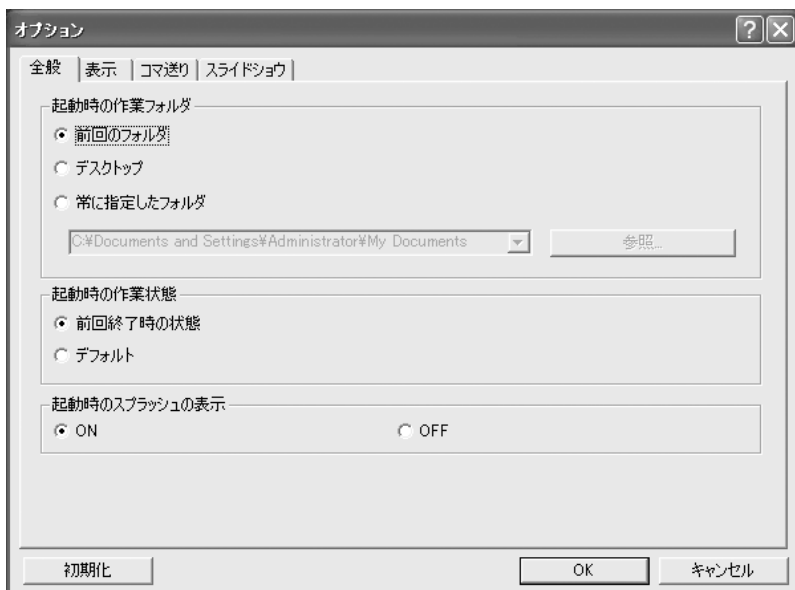 オプション
全般 表示 コマ送り スライドショウ
起動時の作業フォルダ
前回のフォルダ
デスクトップ
常に指定したフォルダ
C:¥Documents and Settings¥Administrator¥My Documents 参照...
起動時の作業状態
前回終了時の状態
デフォルト
起動時のスプラッシュの表示
ON OFF
初期化 OK キャンセル